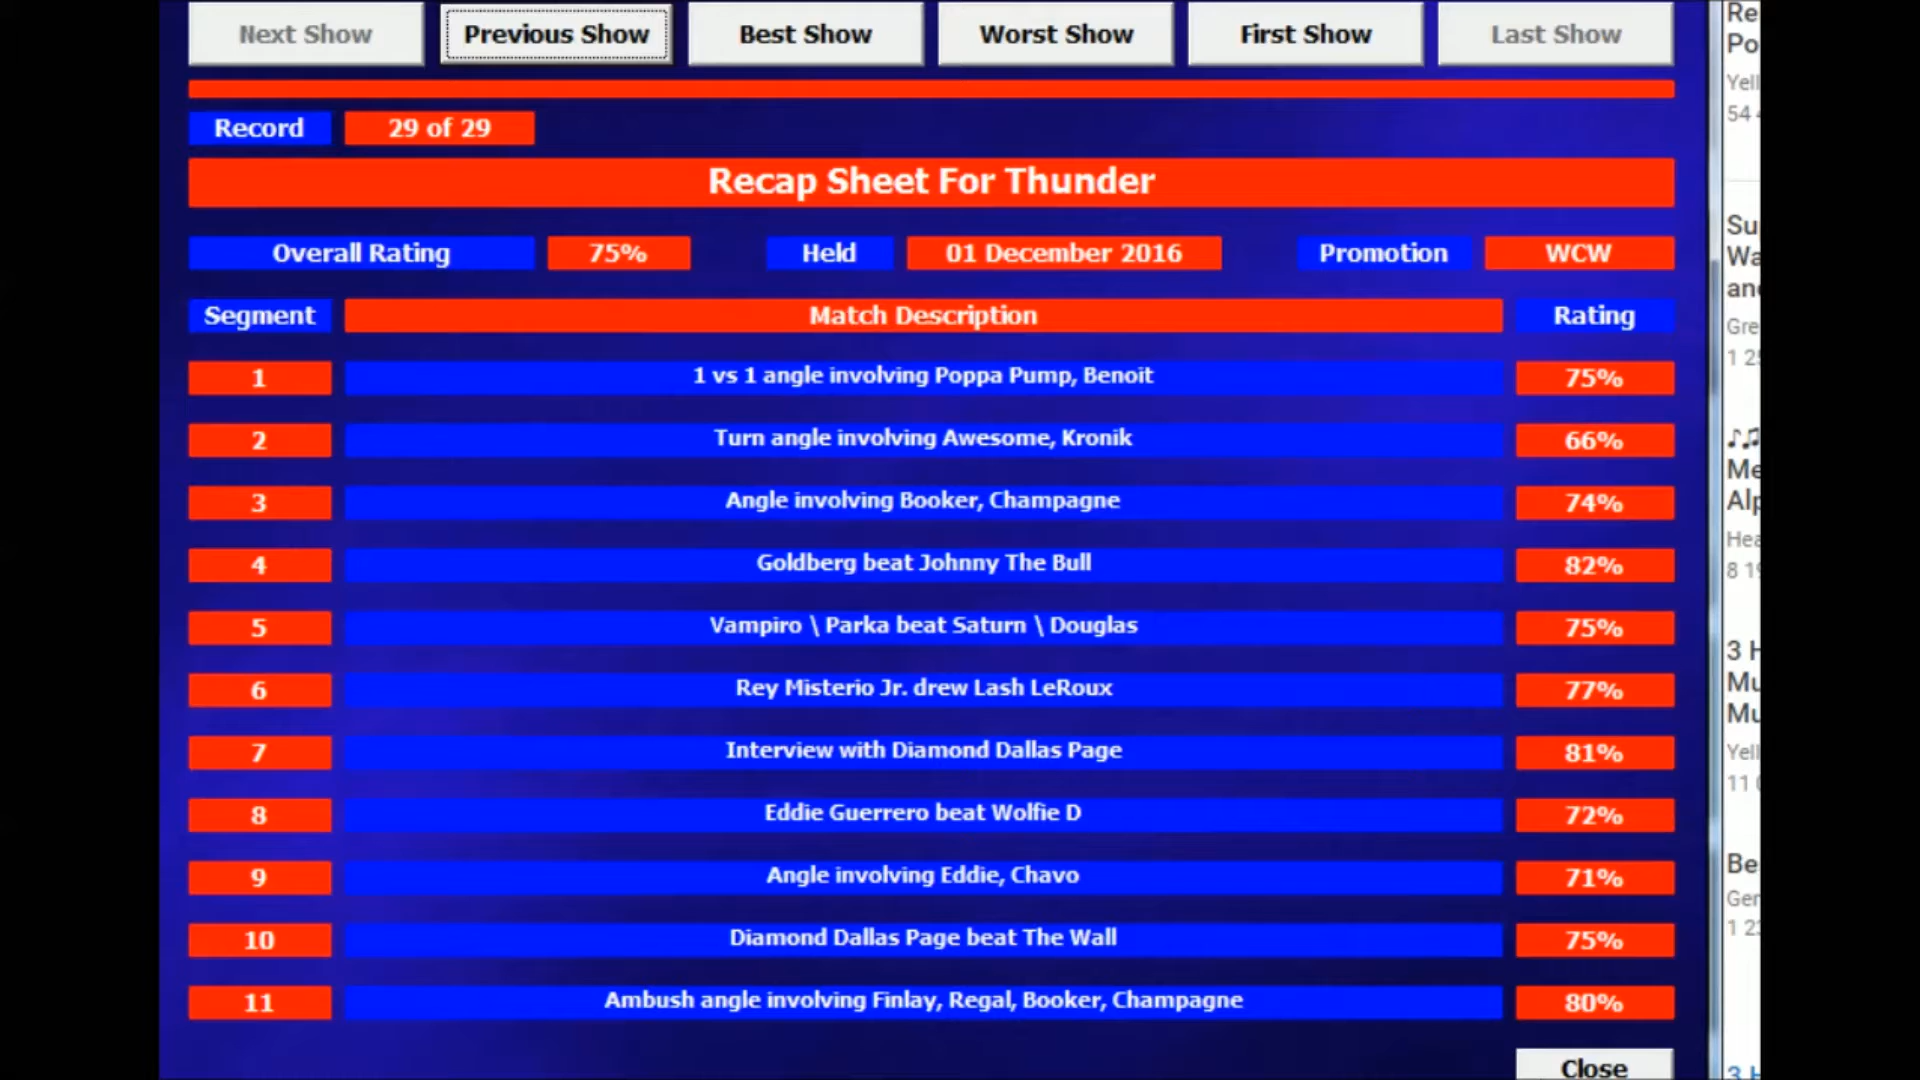 Next Show Previous Show Best Show Worst Show First Show Last Show
Record 29 of 29
Recap Sheet For Thunder
Overall Rating 75% Held 01 December 2016 Promotion WCW
Segment Match Description Rating
1 1 vs 1 angle involving Poppa Pump, Benoit 75%
2 Turn angle involving Awesome, Kronik 66%
3 Angle involving Booker, Champagne 74%
4 Goldberg beat Johnny The Bull 82%
5 Vampiro \ Parka beat Saturn \ Douglas 75%
6 Rey Misterio Jr. drew Lash LeRoux 77%
7 Interview with Diamond Dallas Page 81%
8 Eddie Guerrero beat Wolfie D 72%
9 Angle involving Eddie, Chavo 71%
10 Diamond Dallas Page beat The Wall 75%
11 Ambush angle involving Finlay, Regal, Booker, Champagne 80%
Close